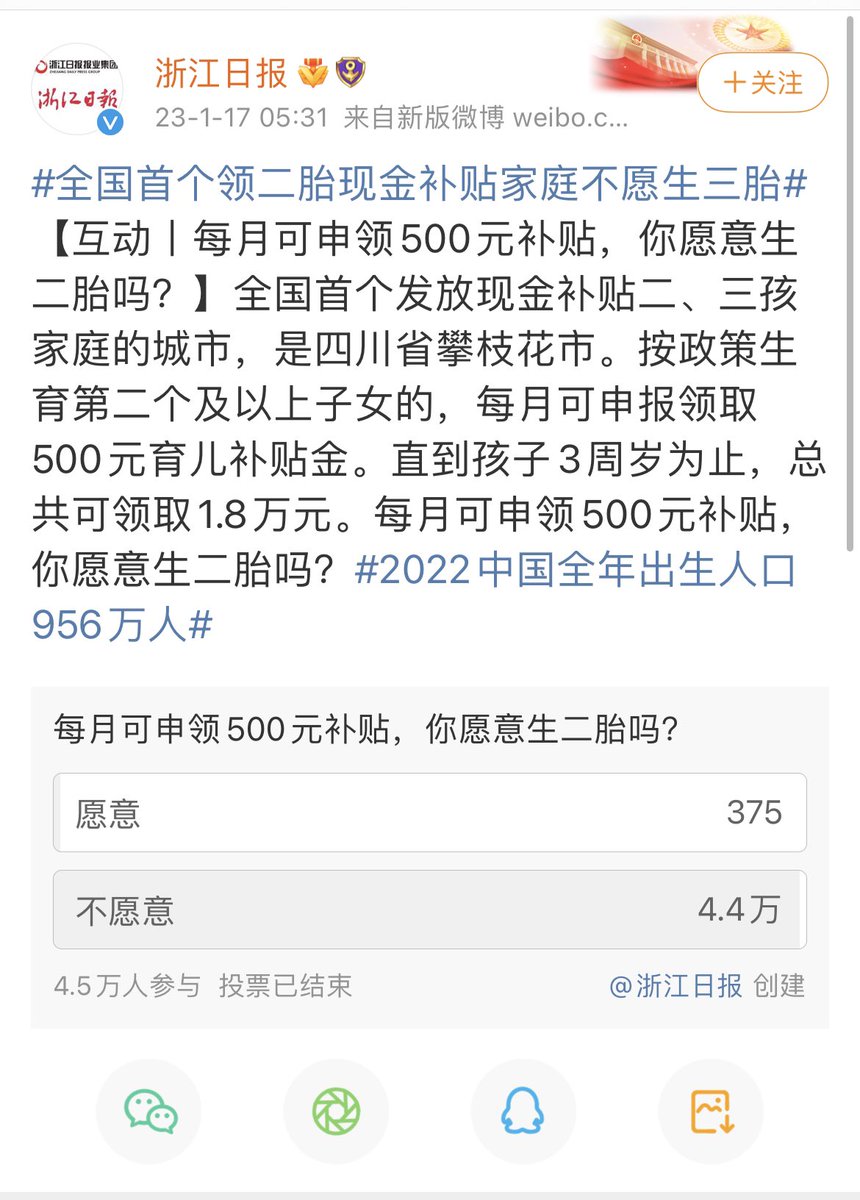 浙江日报报业集团
ZHEJIANG DAILY PRESS GROUP
浙江日报
浙江日报
+关注
23-1-17 05:31 来自新版微博 weibo.c...
#全国首个领二胎现金补贴家庭不愿生三胎#
【互动丨每月可申领500元补贴，你愿意生
二胎吗？】全国首个发放现金补贴二、三孩
家庭的城市，是四川省攀枝花市。按政策生
育第二个及以上子女的，每月可申报领取
500元育儿补贴金。直到孩子3周岁为止，总
共可领取1.8万元。每月可申领500元补贴，
你愿意生二胎吗？#2022中国全年出生人口
956万人#
每月可申领500元补贴，你愿意生二胎吗？
愿意 375
不愿意 4.4万
4.5万人参与 投票已结束 @浙江日报 创建